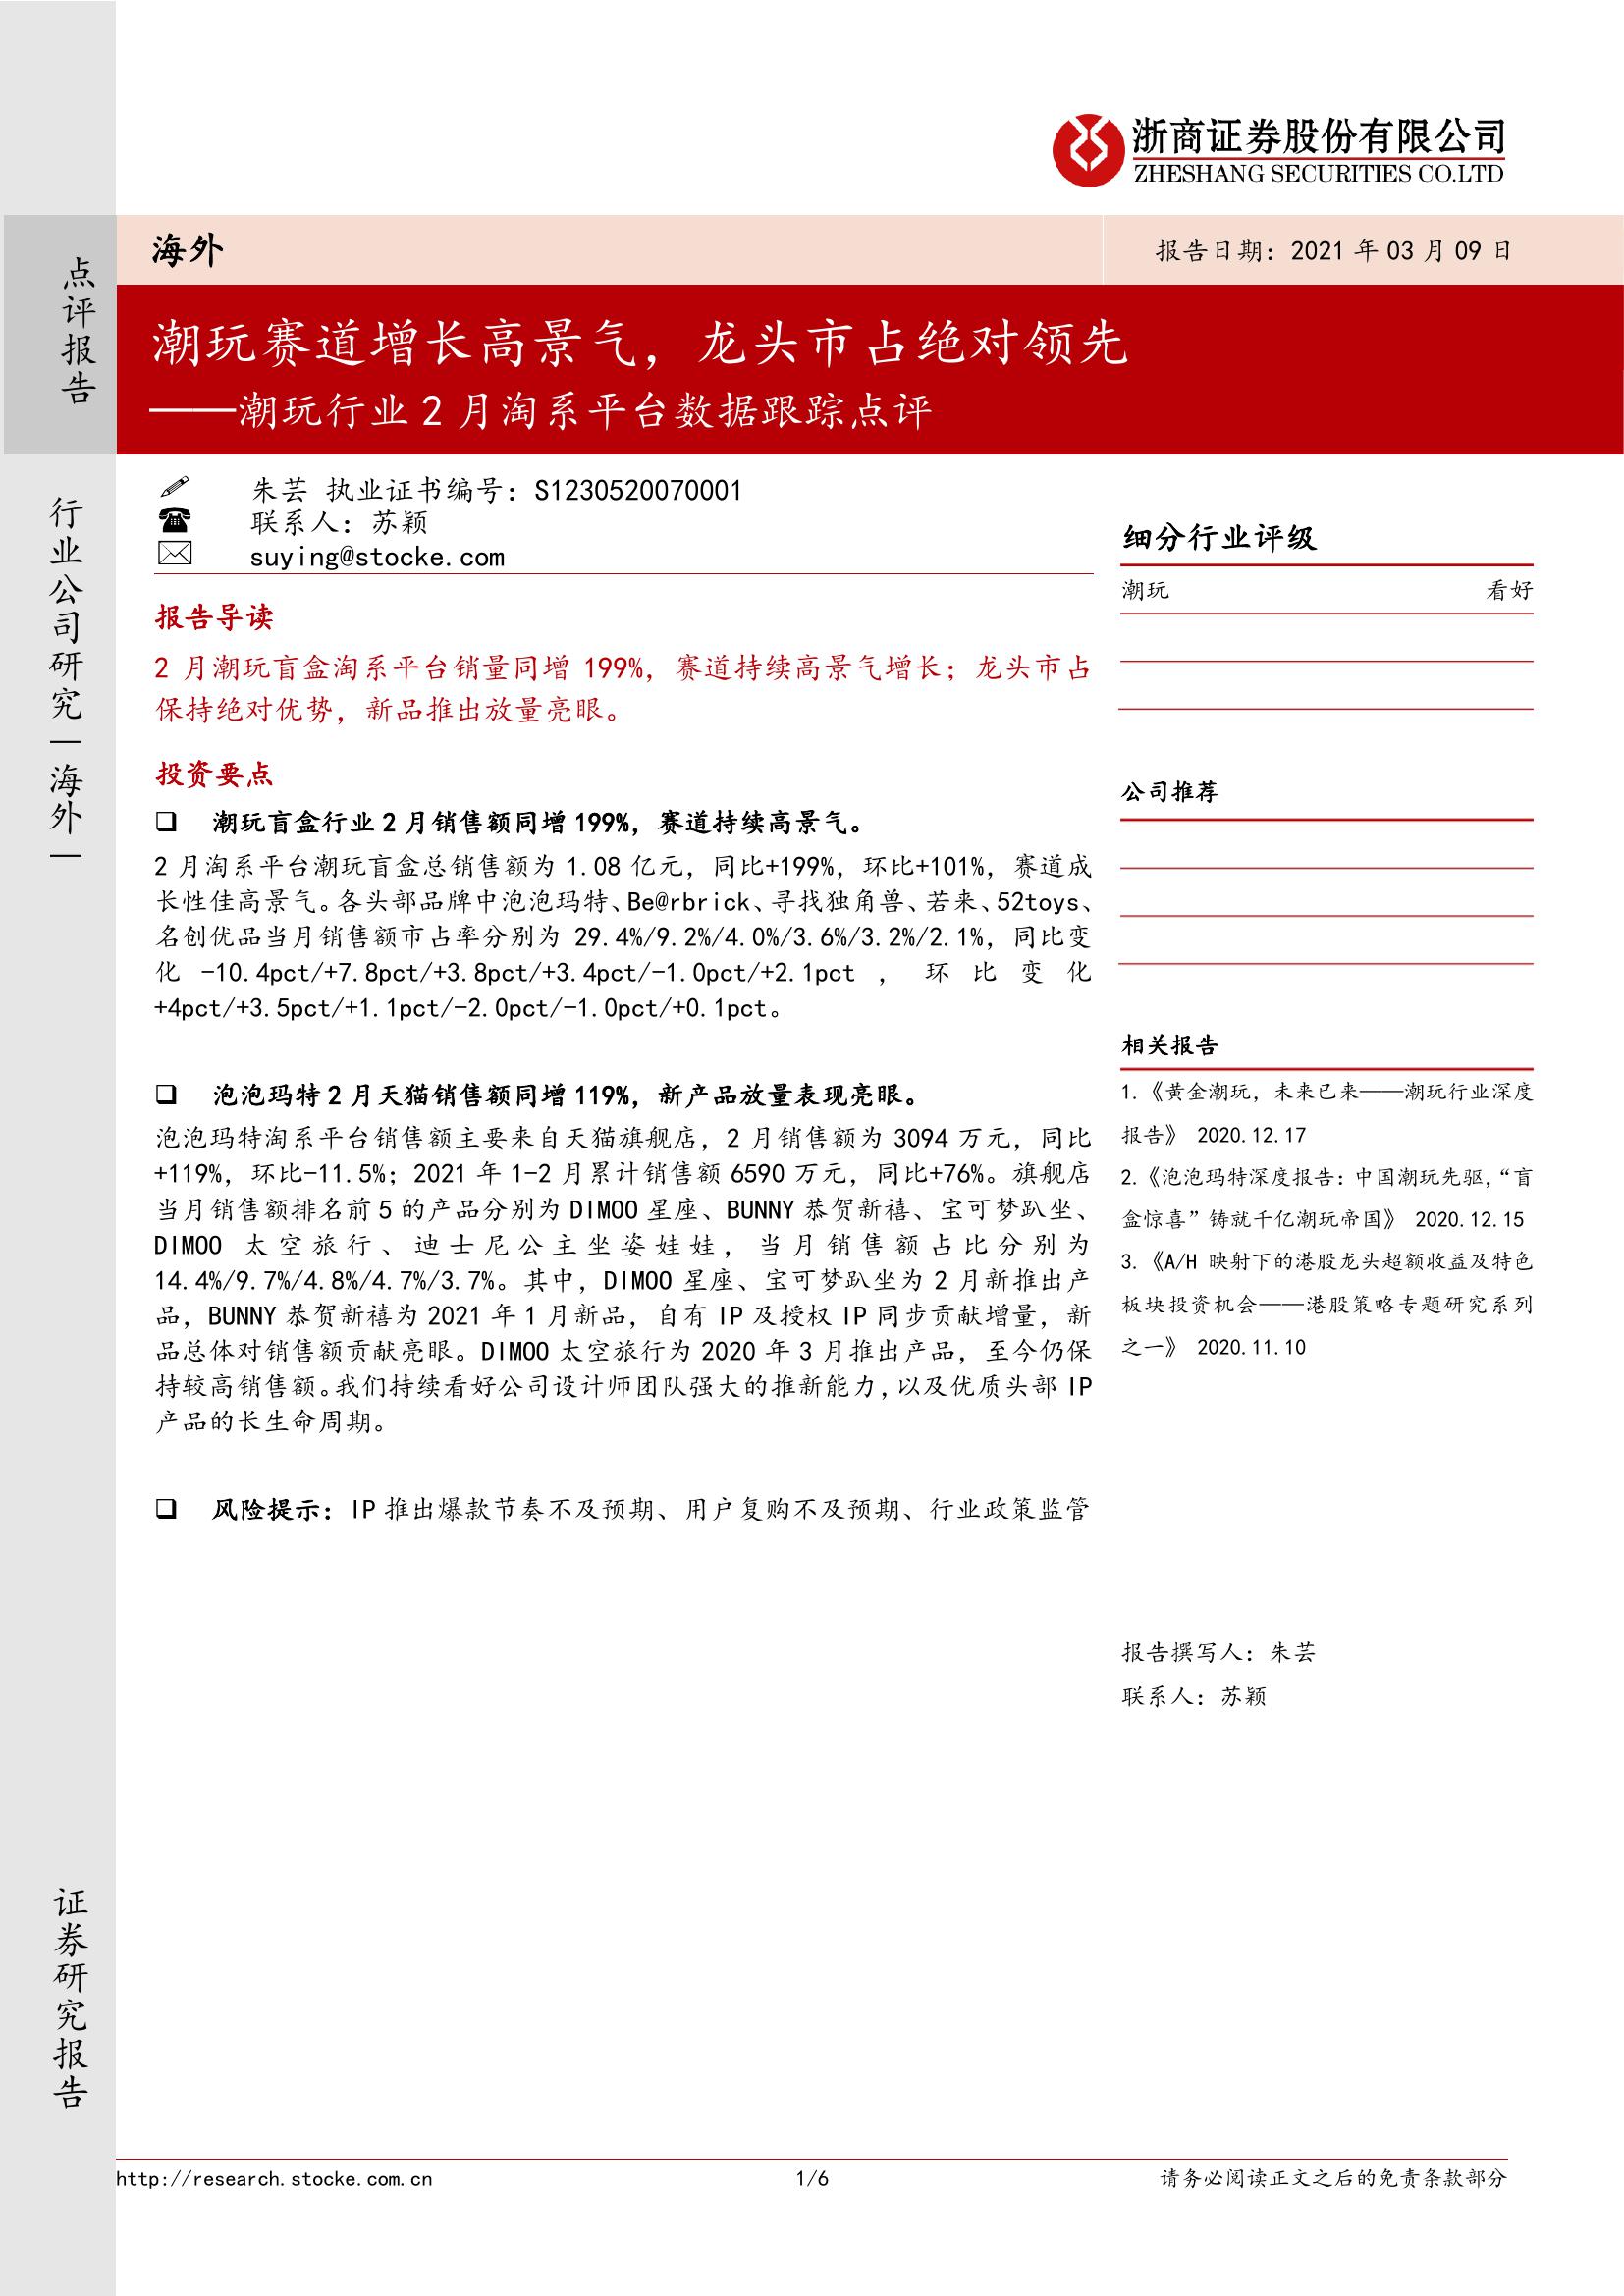 浙商证券股份有限公司
ZHESHANG SECURITIES CO.LTD
点评报告
行业公司研究—海外—
证券研究报告
海外
报告日期：2021 年 03 月 09 日
潮玩赛道增长高景气，龙头市占绝对领先
——潮玩行业 2 月淘系平台数据跟踪点评
朱芸 执业证书编号：S1230520070001
联系人：苏颖
suying@stocke.com
报告导读
2 月潮玩盲盒淘系平台销量同增 199%，赛道持续高景气增长；龙头市占
保持绝对优势，新品推出放量亮眼。
投资要点
潮玩盲盒行业 2 月销售额同增 199%，赛道持续高景气。
2 月淘系平台潮玩盲盒总销售额为 1.08 亿元，同比+199%，环比+101%，赛道成
长性佳高景气。各头部品牌中泡泡玛特、Be@rbrick、寻找独角兽、若来、52toys、
名创优品当月销售额市占率分别为 29.4%/9.2%/4.0%/3.6%/3.2%/2.1%，同比变
化 -10.4pct/+7.8pct/+3.8pct/+3.4pct/-1.0pct/+2.1pct ， 环 比 变 化
+4pct/+3.5pct/+1.1pct/-2.0pct/-1.0pct/+0.1pct。
泡泡玛特 2 月天猫销售额同增 119%，新产品放量表现亮眼。
泡泡玛特淘系平台销售额主要来自天猫旗舰店，2 月销售额为 3094 万元，同比
+119%，环比-11.5%；2021 年 1-2 月累计销售额 6590 万元，同比+76%。旗舰店
当月销售额排名前 5 的产品分别为 DIMOO 星座、BUNNY 恭贺新禧、宝可梦趴坐、
DIMOO 太空旅行、迪士尼公主坐姿娃娃，当月销售额占比分别为
14.4%/9.7%/4.8%/4.7%/3.7%。其中，DIMOO 星座、宝可梦趴坐为 2 月新推出产
品，BUNNY 恭贺新禧为 2021 年 1 月新品，自有 IP 及授权 IP 同步贡献增量，新
品总体对销售额贡献亮眼。DIMOO 太空旅行为 2020 年 3 月推出产品，至今仍保
持较高销售额。我们持续看好公司设计师团队强大的推新能力，以及优质头部 IP
产品的长生命周期。
风险提示：IP 推出爆款节奏不及预期、用户复购不及预期、行业政策监管
细分行业评级
潮玩 看好
公司推荐
相关报告
1.《黄金潮玩，未来已来——潮玩行业深度
报告》 2020.12.17
2.《泡泡玛特深度报告：中国潮玩先驱，“盲
盒惊喜”铸就千亿潮玩帝国》 2020.12.15
3.《A/H 映射下的港股龙头超额收益及特色
板块投资机会——港股策略专题研究系列
之一》 2020.11.10
报告撰写人：朱芸
联系人：苏颖
http://research.stocke.com.cn
1/6
请务必阅读正文之后的免责条款部分